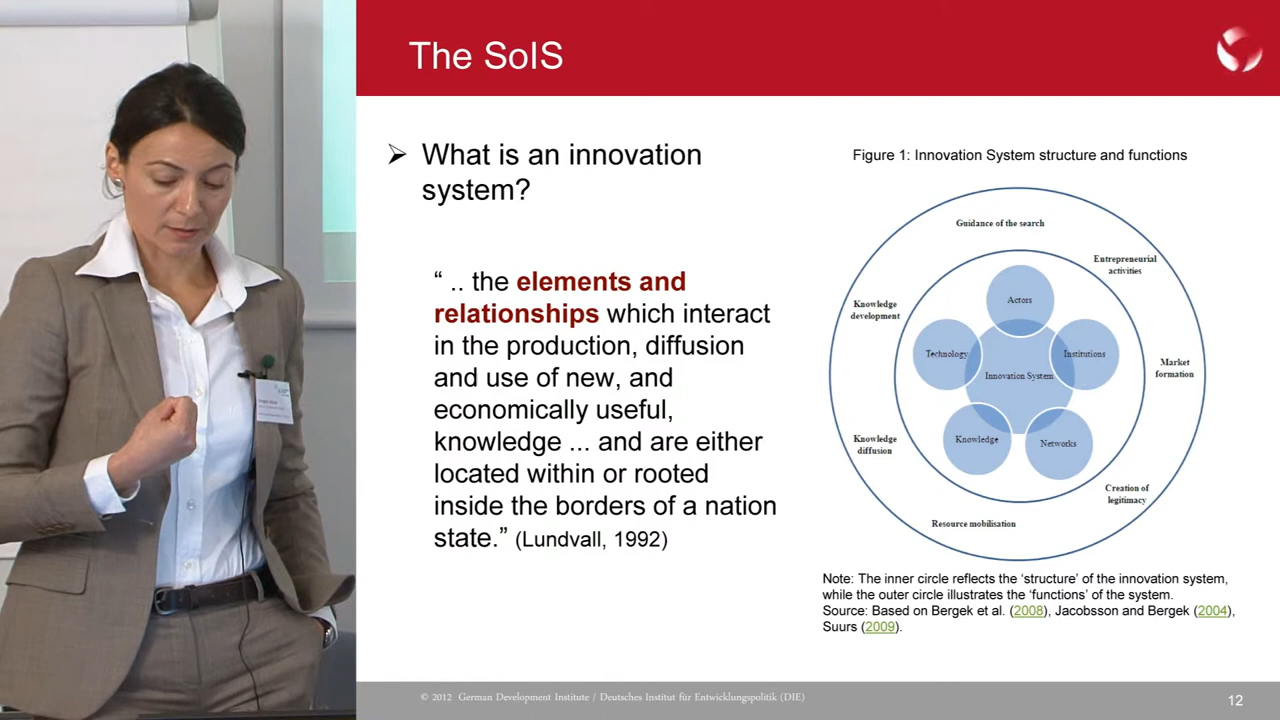 The SoIS
➢ What is an innovation
system?
“ .. the elements and
relationships which interact
in the production, diffusion
and use of new, and
economically useful,
knowledge ... and are either
located within or rooted
inside the borders of a nation
state.” (Lundvall, 1992)
Figure 1: Innovation System structure and functions
Guidance of the search
Entrepreneurial
activities
Knowledge
development
Actors
Technology
Institutions
Innovation System
Market
formation
Knowledge
diffusion
Knowledge
Networks
Creation of
legitimacy
Resource mobilisation
Note: The inner circle reflects the ‘structure’ of the innovation system,
while the outer circle illustrates the ‘functions’ of the system.
Source: Based on Bergek et al. (2008), Jacobsson and Bergek (2004),
Suurs (2009).
© 2012 German Development Institute / Deutsches Institut für Entwicklungspolitik (DIE)
12